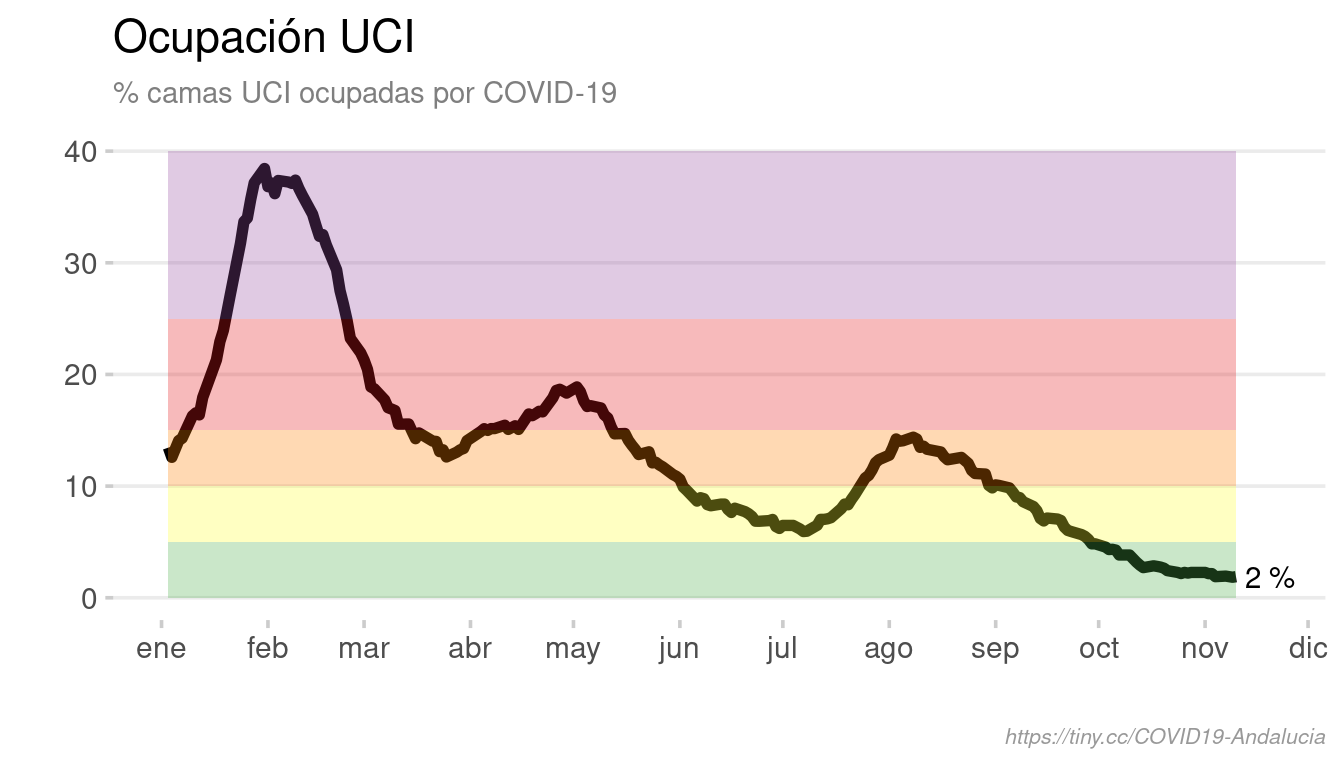 Ocupación UCI
% camas UCI ocupadas por COVID-19
40
30
20
10
0
2 %
ene feb mar abr may jun jul ago sep oct nov dic
https://tiny.cc/COVID19-Andalucia